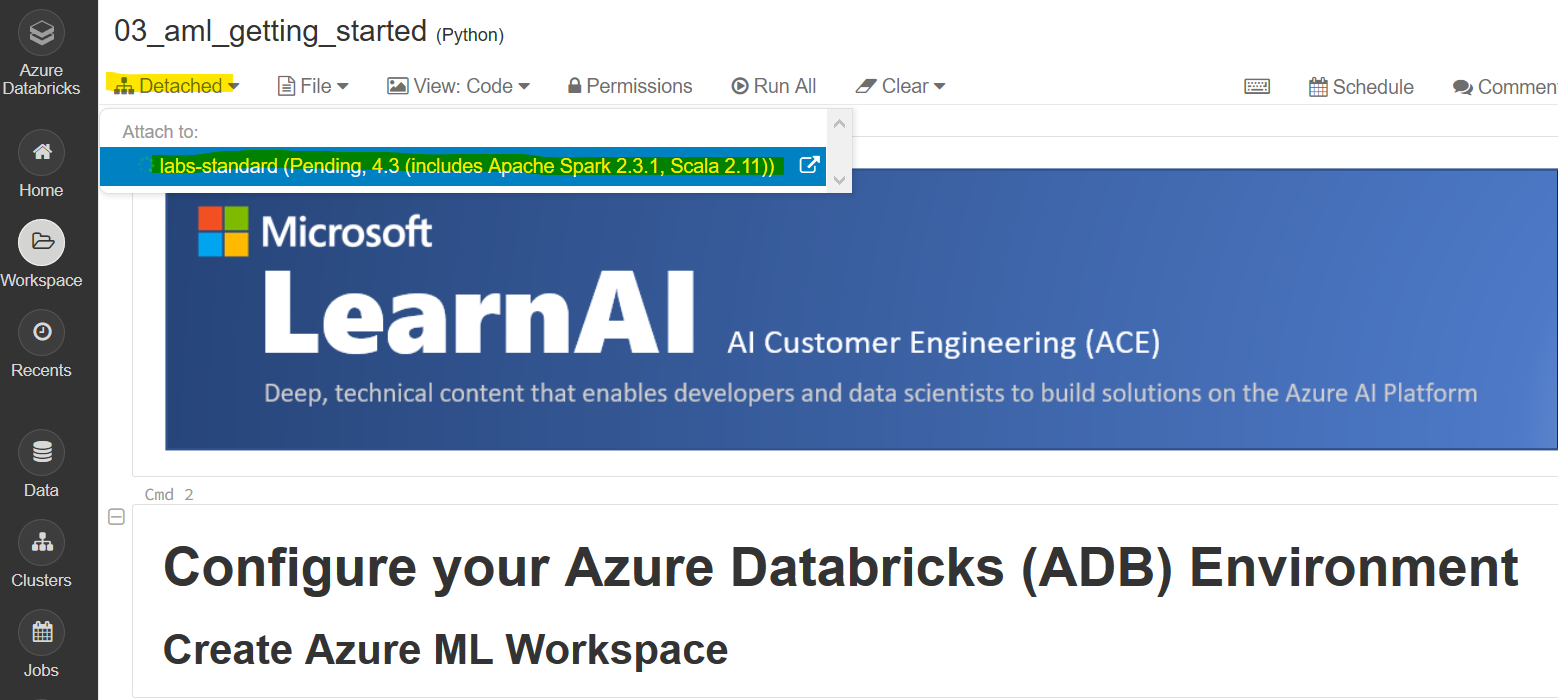 03_aml_getting_started (Python)
Azure
Databricks
Detached
File
View: Code
Permissions
Run All
Clear
Schedule
Commen
Attach to:
labs-standard (Pending, 4.3 (includes Apache Spark 2.3.1, Scala 2.11))
Home
Workspace
Recents
Data
Clusters
Jobs
Microsoft
LearnAI
AI Customer Engineering (ACE)
Deep, technical content that enables developers and data scientists to build solutions on the Azure AI Platform
Cmd 2
Configure your Azure Databricks (ADB) Environment
Create Azure ML Workspace